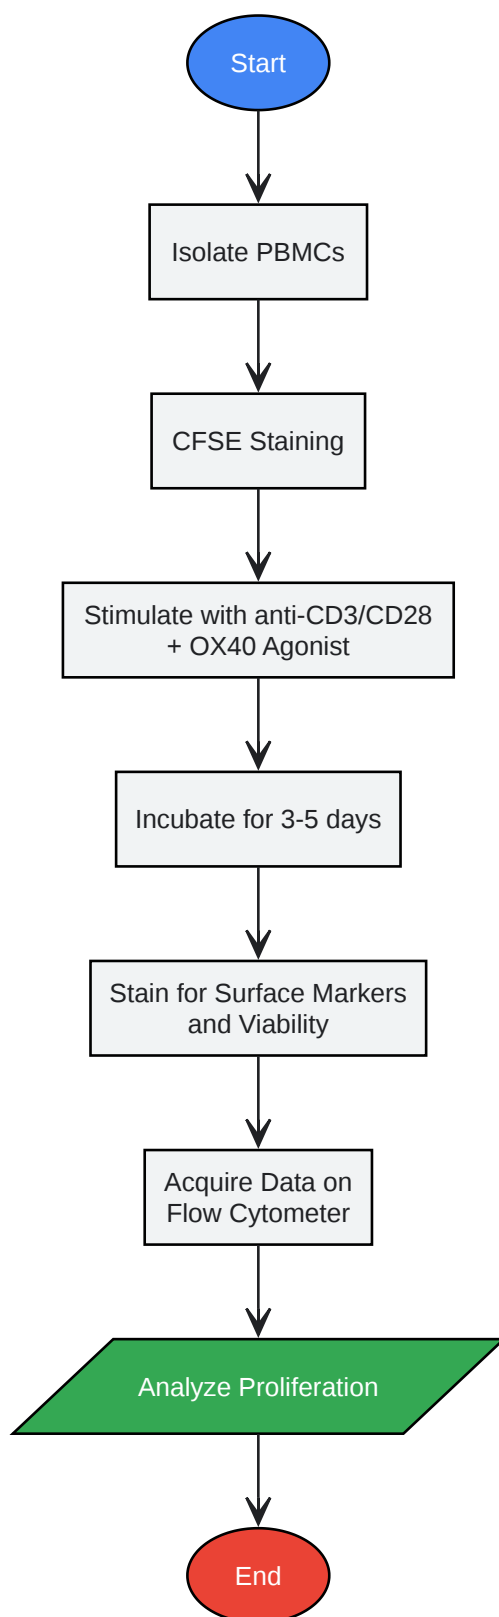 Start
Isolate PBMCs
CFSE Staining
Stimulate with anti-CD3/CD28
+ OX40 Agonist
Incubate for 3-5 days
Stain for Surface Markers
and Viability
Acquire Data on
Flow Cytometer
Analyze Proliferation
End